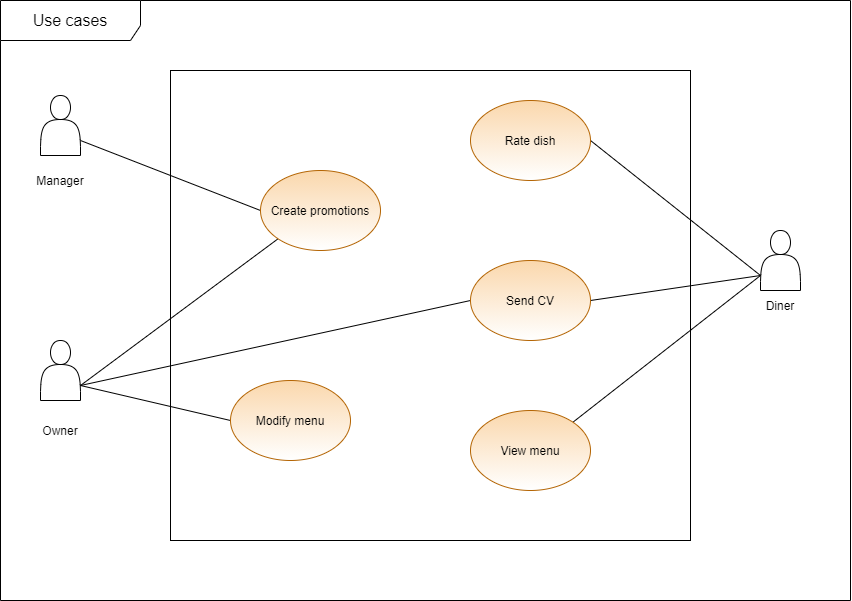 Use cases
Rate dish
Manager
Create promotions
Send CV
Diner
Modify menu
Owner
View menu